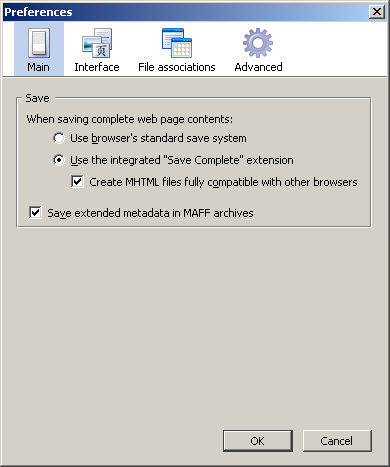 Preferences
Main Interface File associations Advanced
Save
When saving complete web page contents:
Use browser's standard save system
Use the integrated "Save Complete" extension
Create MHTML files fully compatible with other browsers
Save extended metadata in MAFF archives
OK Cancel